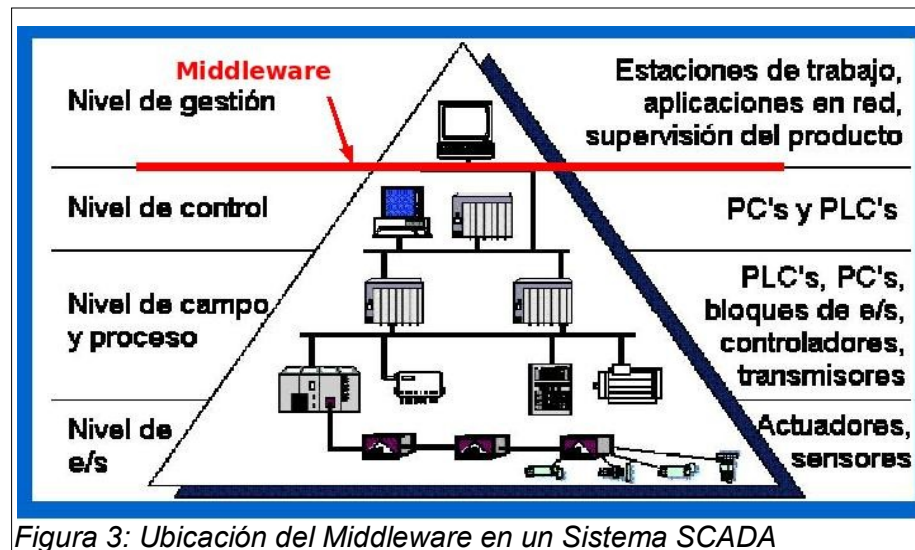 Middleware
Nivel de gestión
Estaciones de trabajo,
aplicaciones en red,
supervisión del producto
Nivel de control
PC's y PLC's
Nivel de campo
y proceso
PLC's, PC's,
bloques de e/s,
controladores,
transmisores
Nivel de
e/s
Actuadores,
sensores
Figura 3: Ubicación del Middleware en un Sistema SCADA